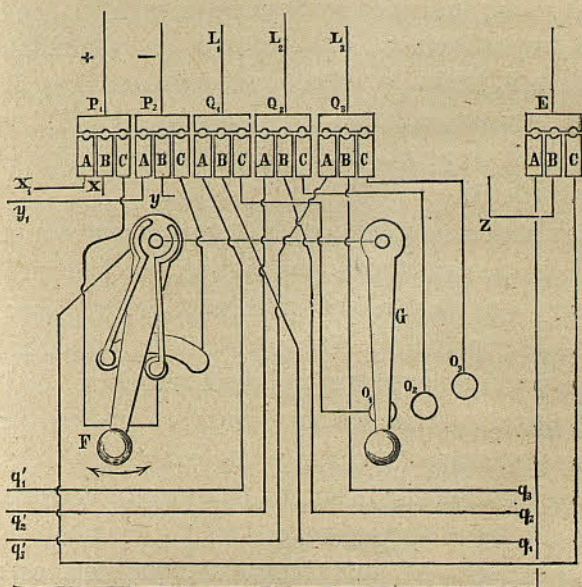 + − L₁ L₂ L₃
P₁ P₂ Q₁ Q₂ Q₃ E
A B C A B C A B C A B C A B C A B C
X₁ X
y₁ y Z
G
O₁ O₂ O₃
F
q₁′ q₃
q₂′ q₂
q₃′ q₁